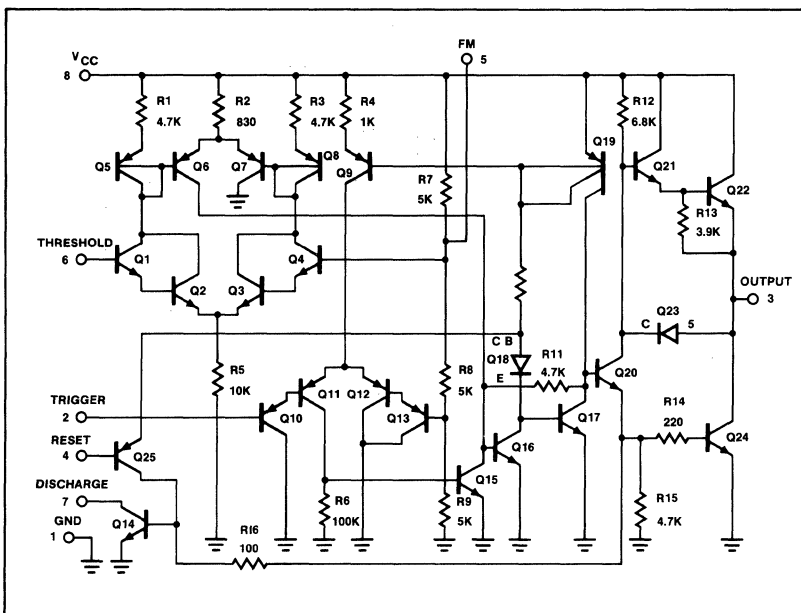 FM
5
VCC
8
R1
4.7K
R2
830
R3
4.7K
R4
1K
R12
6.8K
Q19
Q5
Q6
Q7
Q8
Q9
Q21
Q22
R7
5K
R13
3.9K
THRESHOLD
6
Q1
Q2
Q3
Q4
OUTPUT
3
Q23
C
5
C B
Q18
E
R11
4.7K
Q20
R5
10K
R8
5K
R14
220
TRIGGER
2
Q10
Q11
Q12
Q13
Q17
Q16
Q24
RESET
4
Q25
Q15
DISCHARGE
7
R6
100K
R9
5K
R15
4.7K
GND
1
Q14
R16
100